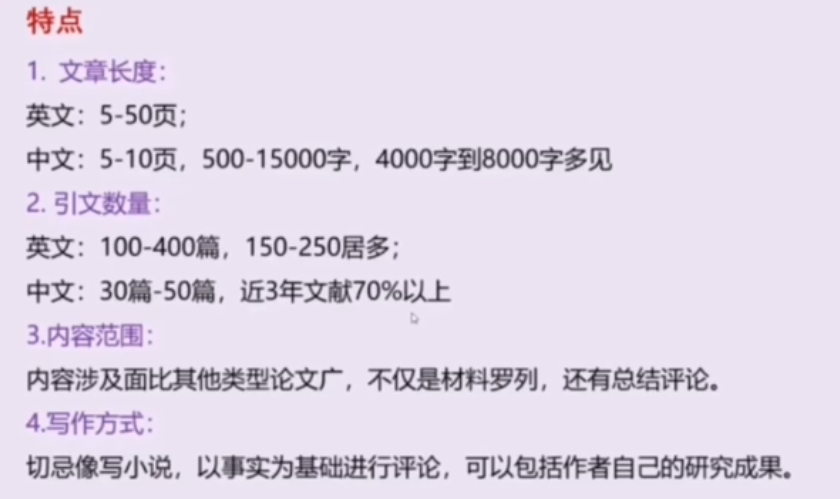 特点
1. 文章长度：
英文：5-50页；
中文：5-10页，500-15000字，4000字到8000字多见
2. 引文数量：
英文：100-400篇，150-250居多；
中文：30篇-50篇，近3年文献70%以上
3.内容范围：
内容涉及面比其他类型论文广，不仅是材料罗列，还有总结评论。
4.写作方式：
切忌像写小说，以事实为基础进行评论，可以包括作者自己的研究成果。